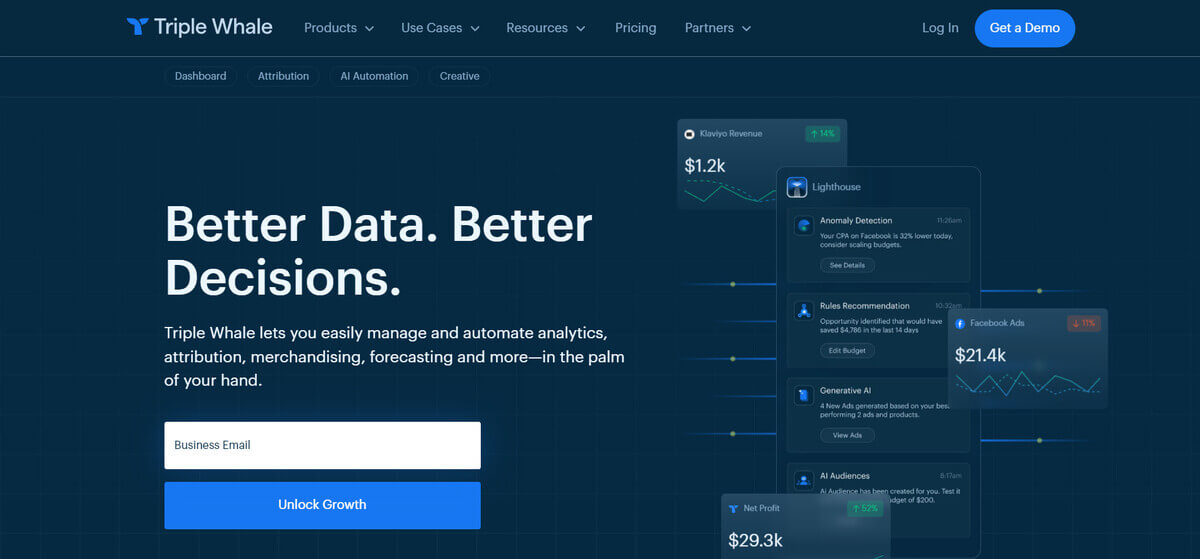 Triple Whale
Products
Use Cases
Resources
Pricing
Partners
Log In
Get a Demo
Dashboard
Attribution
AI Automation
Creative
Better Data. Better
Decisions.
Triple Whale lets you easily manage and automate analytics,
attribution, merchandising, forecasting and more—in the palm
of your hand.
Business Email
Unlock Growth
Klaviyo Revenue
↑ 14%
$1.2k
Lighthouse
Anomaly Detection
11:26am
Your CPA on Facebook is 32% lower today,
consider scaling budgets.
See Details
Rules Recommendation
10:32am
Opportunity identified that would have
saved $4,786 in the last 14 days
Edit Budget
Facebook Ads
↓ 11%
$21.4k
Generative AI
4 New Ads generated based on your best
performing 2 ads and products.
View Ads
AI Audiences
8:17am
Ai Audience has been created for you. Test it
udget of $200.
Net Profit
↑ 52%
$29.3k